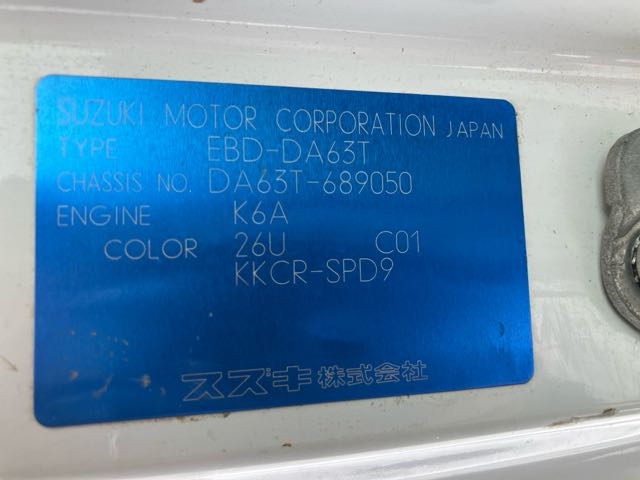 SUZUKI MOTOR CORPORATION JAPAN
TYPE EBD-DA63T
CHASSIS NO. DA63T-689050
ENGINE K6A
COLOR 26U C01
KKCR-SPD9
スズキ株式会社